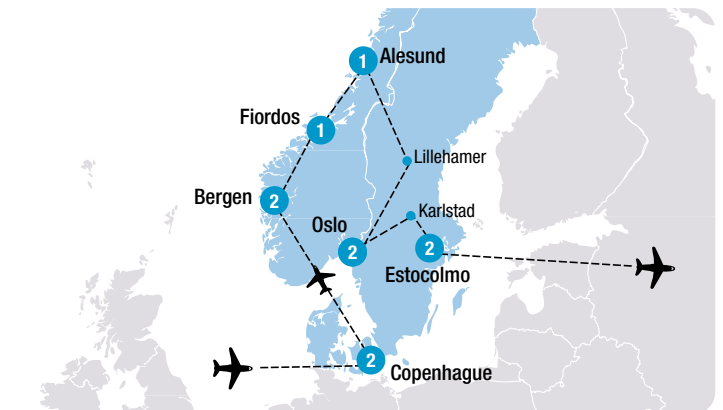 1 Alesund
Fiordos
1
Lillehamer
Bergen 2
Karlstad
Oslo
2
2
Estocolmo
2
Copenhague